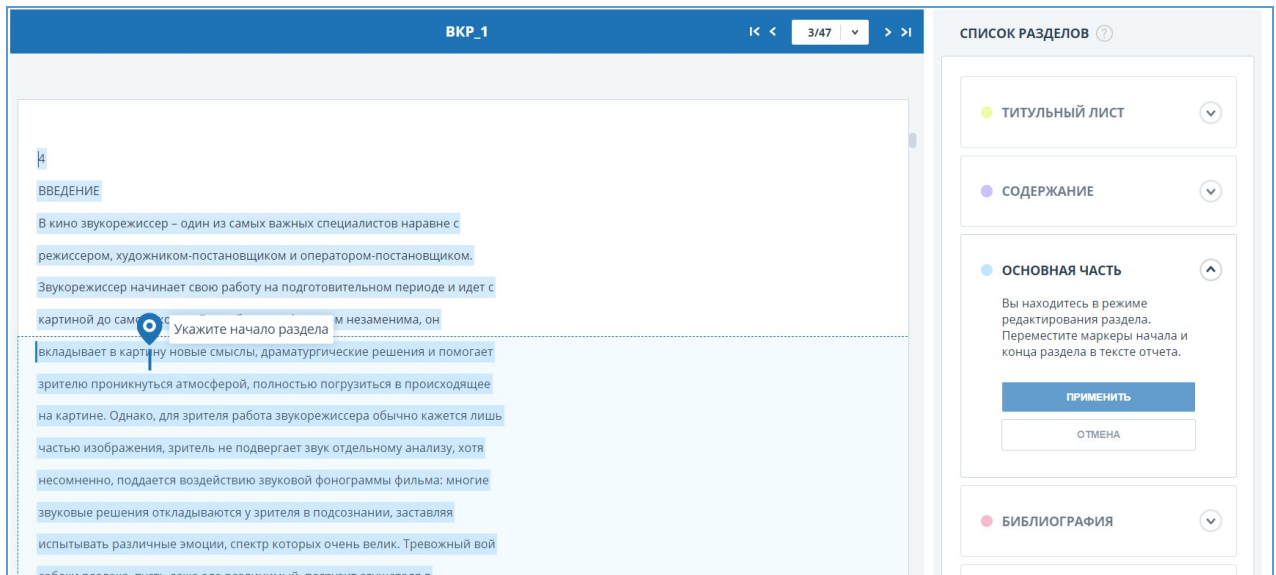 ВКР_1
3/47
4
ВВЕДЕНИЕ
В кино звукорежиссер – один из самых важных специалистов наравне с
режиссером, художником-постановщиком и оператором-постановщиком.
Звукорежиссер начинает свою работу на подготовительном периоде и идет с
картиной до само незаменима, он
Укажите начало раздела
вкладывает в картину новые смыслы, драматургические решения и помогает
зрителю проникнуться атмосферой, полностью погрузиться в происходящее
на картине. Однако, для зрителя работа звукорежиссера обычно кажется лишь
частью изображения, зритель не подвергает звук отдельному анализу, хотя
несомненно, поддается воздействию звуковой фонограммы фильма: многие
звуковые решения откладываются у зрителя в подсознании, заставляя
испытывать различные эмоции, спектр которых очень велик. Тревожный вой
СПИСОК РАЗДЕЛОВ ?
ТИТУЛЬНЫЙ ЛИСТ
СОДЕРЖАНИЕ
ОСНОВНАЯ ЧАСТЬ
Вы находитесь в режиме
редактирования раздела.
Переместите маркеры начала и
конца раздела в тексте отчета.
ПРИМЕНИТЬ
ОТМЕНА
БИБЛИОГРАФИЯ